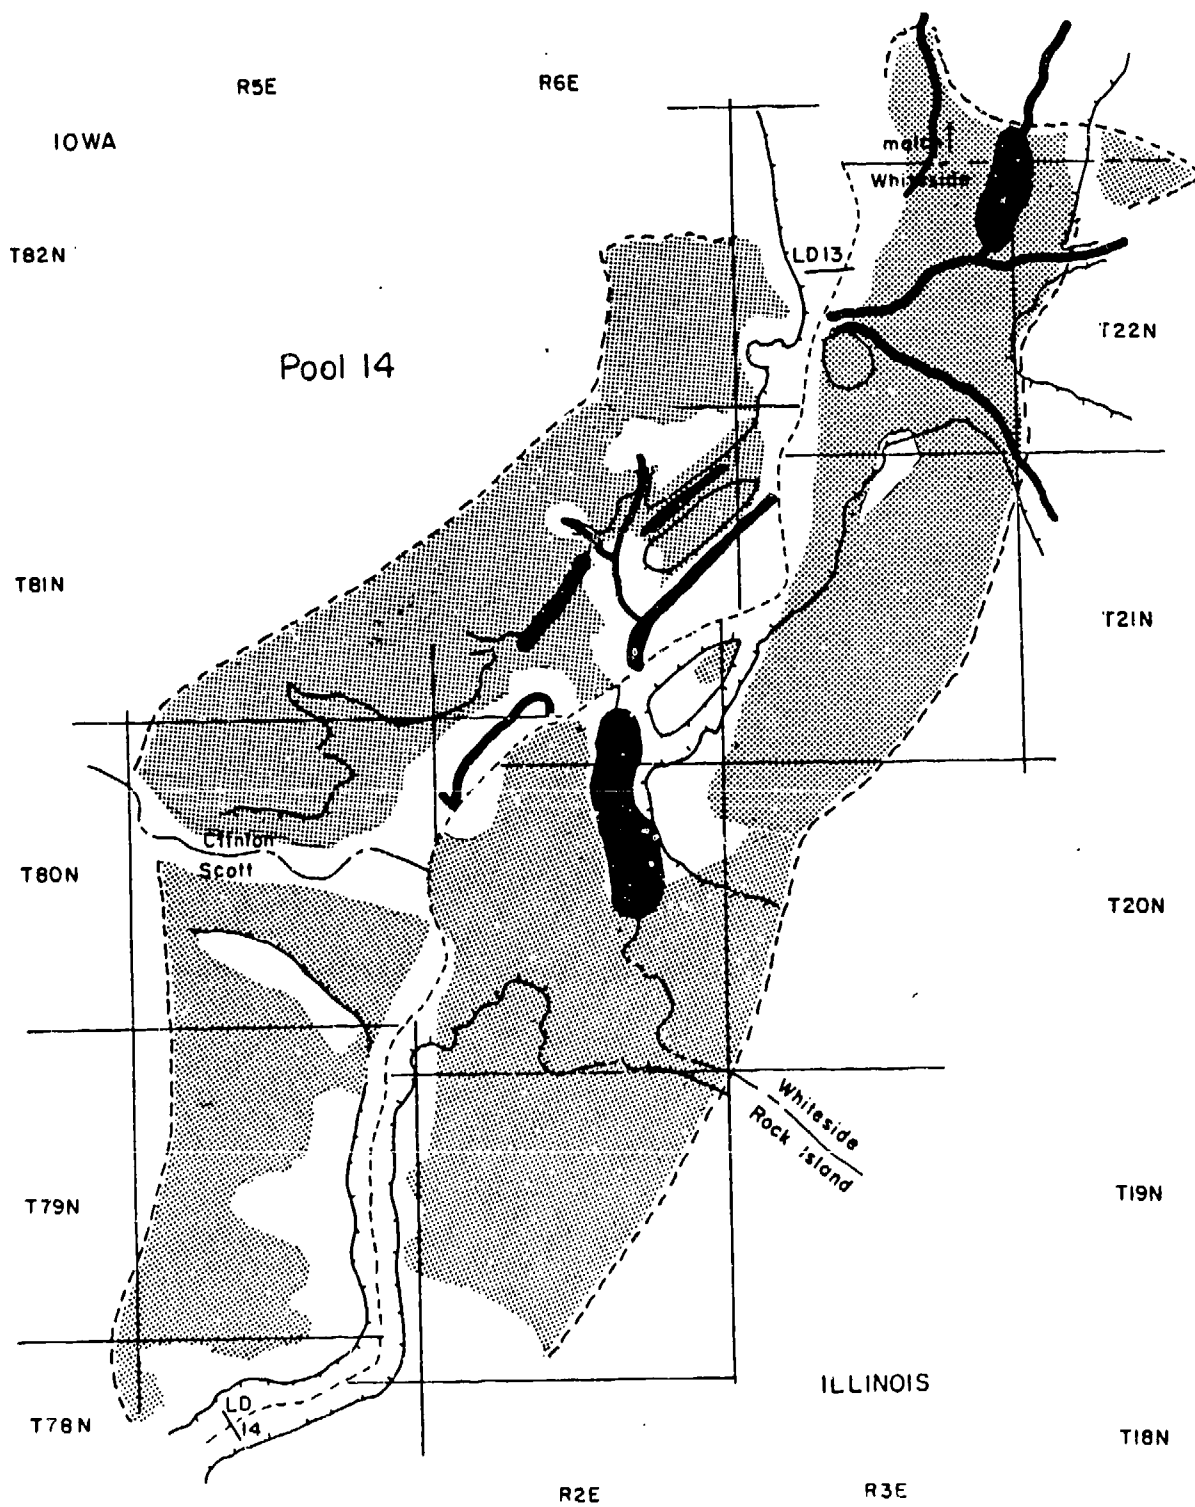 R5E
R6E
IOWA
match
Whiteside
T82N
LD13
T22N
Pool 14
T81N
T21N
Clinton
Scott
T80N
T20N
Whiteside
Rock Island
T79N
T19N
ILLINOIS
LD
14
T78N
T18N
R2E
R3E